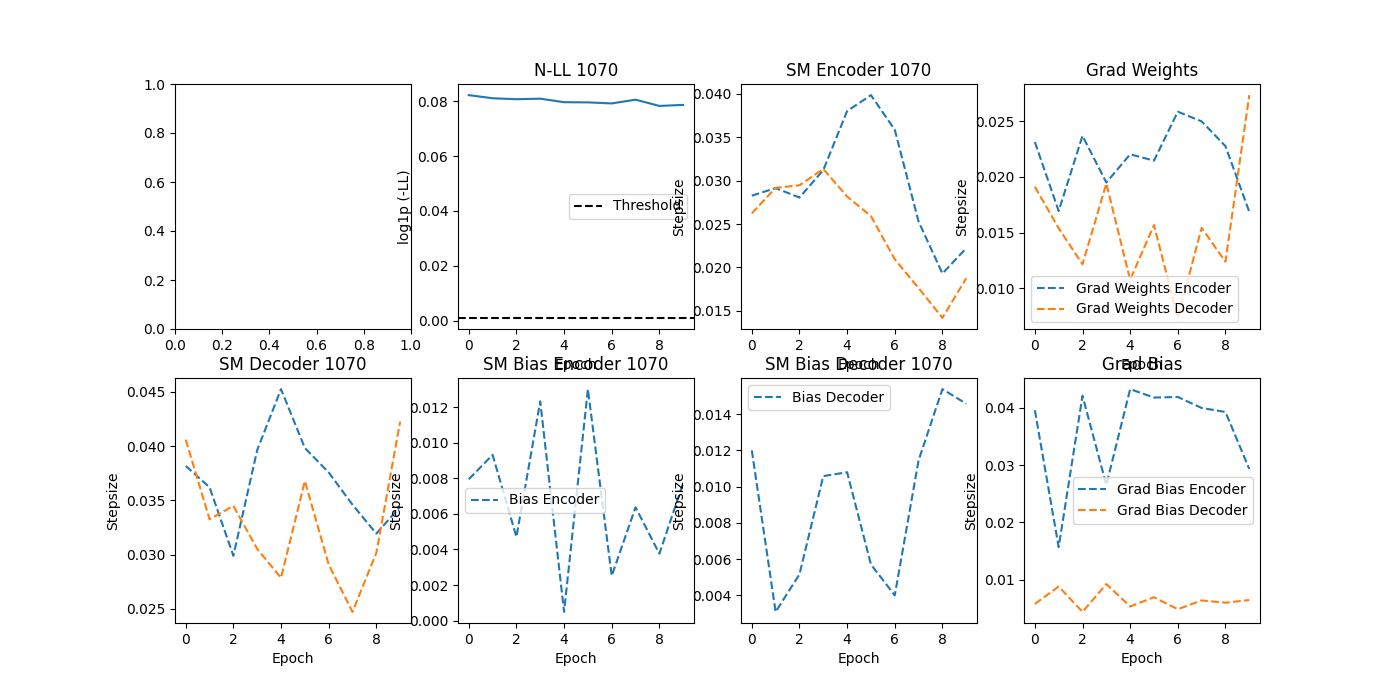 N-LL 1070
SM Encoder 1070
Grad Weights
1.0
0.8
0.6
0.4
0.2
0.0
0.0 0.2 0.4 0.6 0.8 1.0
log1p (-LL)
0.08
0.06
0.04
0.02
0.00
Threshold
0 2 4 6 8
Epoch
Stepsize
0.040
0.035
0.030
0.025
0.020
0.015
0 2 4 6 8
Epoch
Stepsize
0.025
0.020
0.015
0.010
Grad Weights Encoder
Grad Weights Decoder
0 2 4 6 8
Epoch
SM Decoder 1070
SM Bias Encoder 1070
SM Bias Decoder 1070
Grad Bias
Stepsize
0.045
0.040
0.035
0.030
0.025
0 2 4 6 8
Epoch
Stepsize
0.012
0.010
0.008
0.006
0.004
0.002
0.000
Bias Encoder
0 2 4 6 8
Epoch
Stepsize
0.014
0.012
0.010
0.008
0.006
0.004
Bias Decoder
0 2 4 6 8
Epoch
Stepsize
0.04
0.03
0.02
0.01
Grad Bias Encoder
Grad Bias Decoder
0 2 4 6 8
Epoch